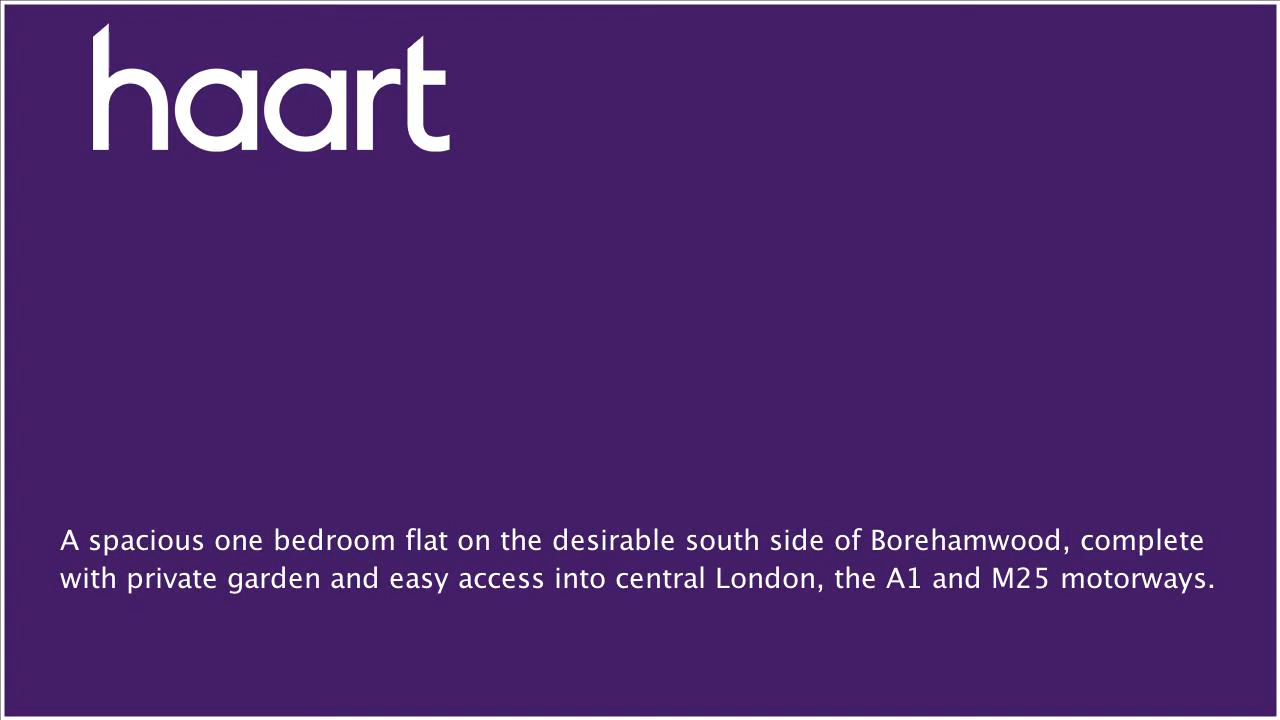 haart
A spacious one bedroom flat on the desirable south side of Borehamwood, complete
with private garden and easy access into central London, the A1 and M25 motorways.